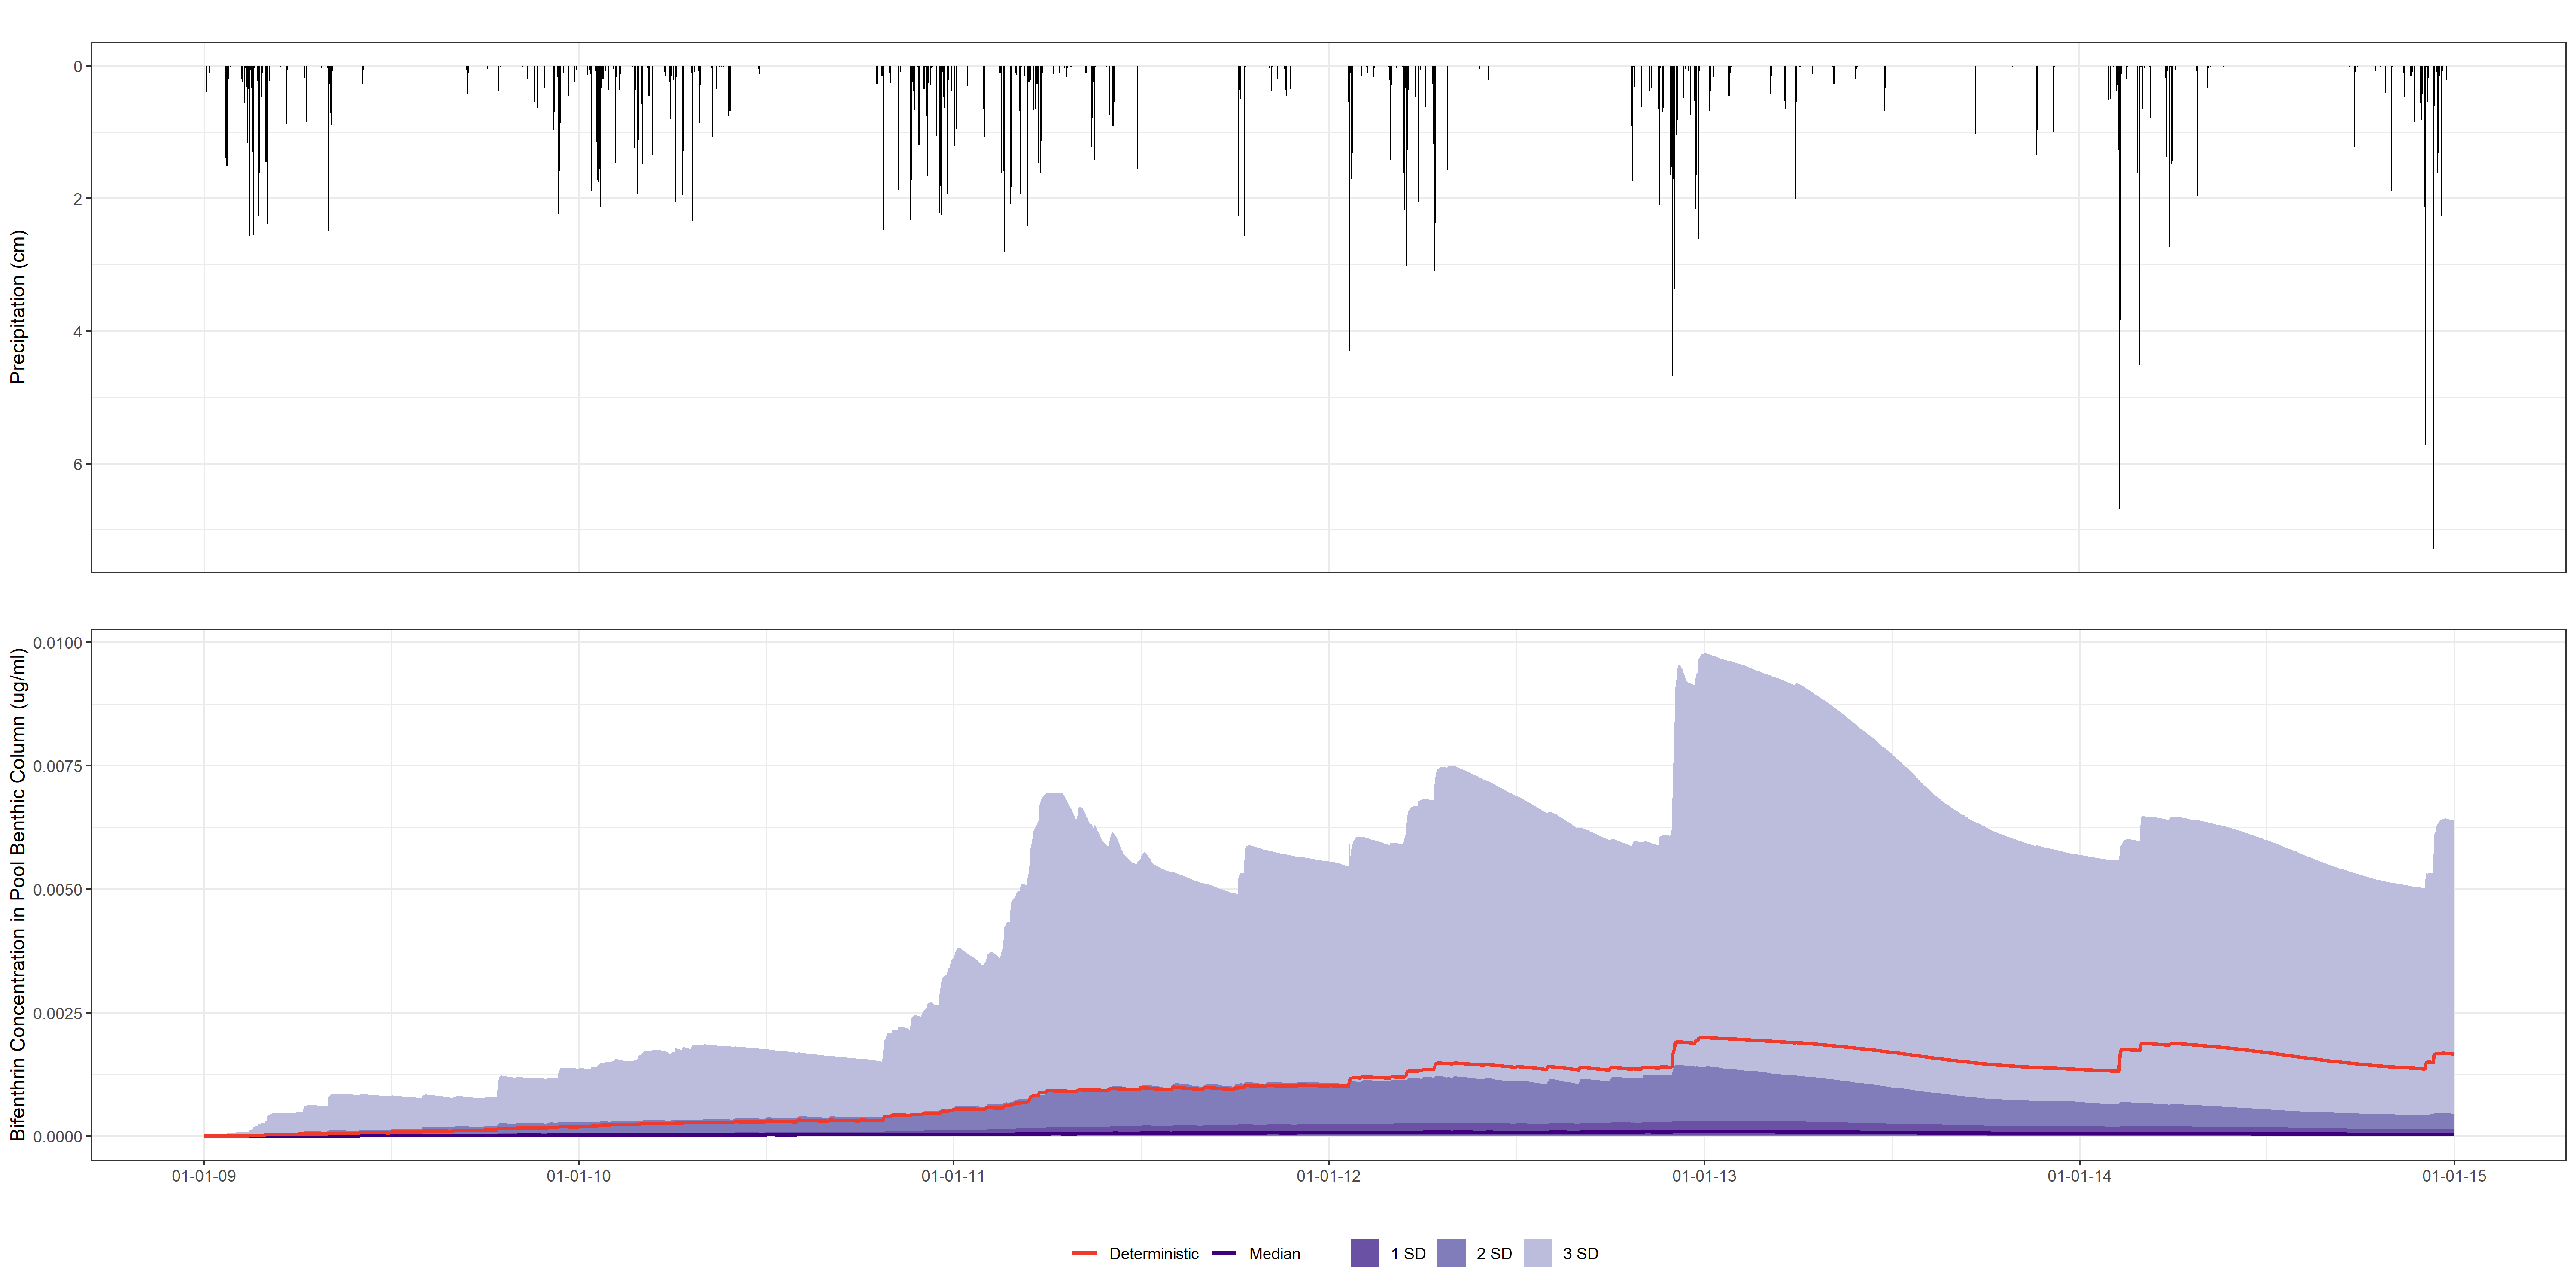 Precipitation (cm)
0
2
4
6
Bifenthrin Concentration in Pool Benthic Column (ug/ml)
0.0100
0.0075
0.0050
0.0025
0.0000
01-01-09 01-01-10 01-01-11 01-01-12 01-01-13 01-01-14 01-01-15
Deterministic Median 1 SD 2 SD 3 SD